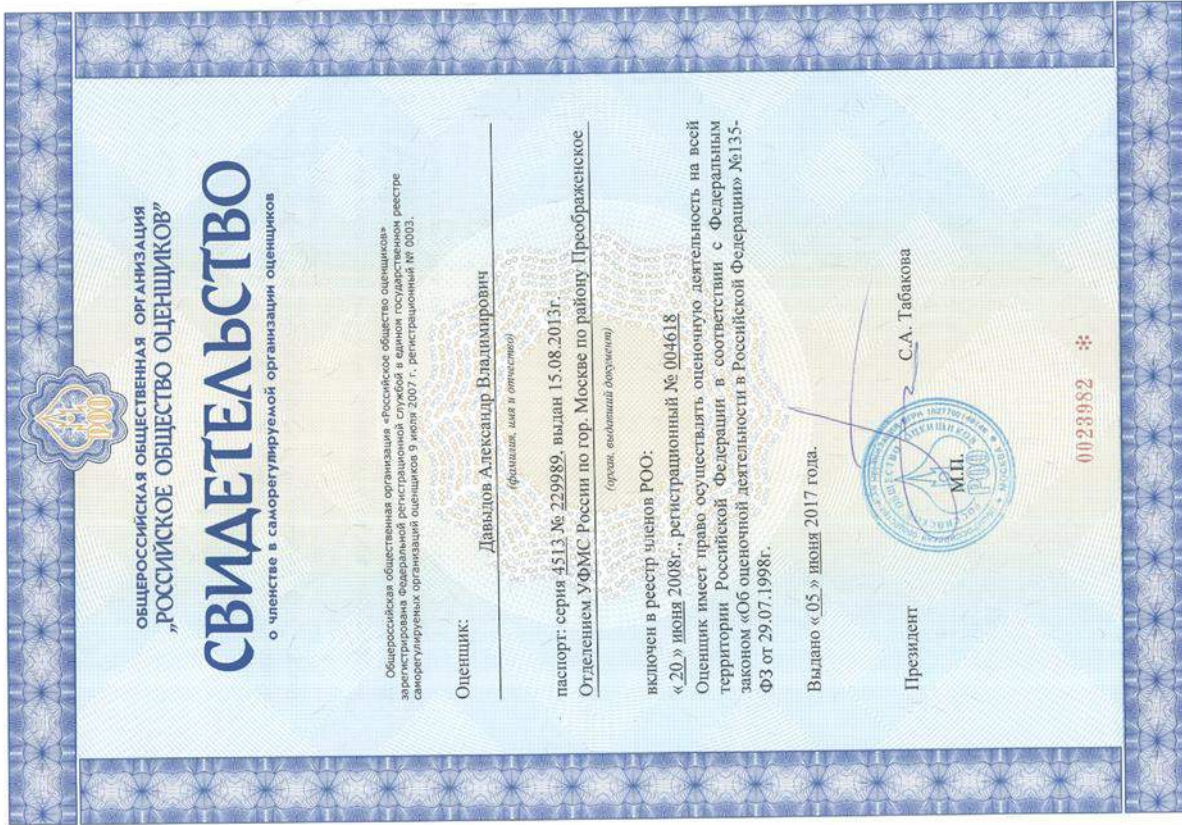 РОО
ОБЩЕРОССИЙСКАЯ ОБЩЕСТВЕННАЯ ОРГАНИЗАЦИЯ
„РОССИЙСКОЕ ОБЩЕСТВО ОЦЕНЩИКОВ”
СВИДЕТЕЛЬСТВО
о членстве в саморегулируемой организации оценщиков
Общероссийская общественная организация «Российское общество оценщиков»
зарегистрирована Федеральной регистрационной службой в едином государственном реестре
саморегулируемых организаций оценщиков 9 июля 2007 г. регистрационный № 0003.
Оценщик:
Давыдов Александр Владимирович
(фамилия, имя и отчество)
паспорт: серия 4513 № 229989, выдан 15.08.2013г.
Отделением УФМС России по гор. Москве по району Преображенское
(орган, выдавший документ)
включен в реестр членов РОО:
« 20 » июня 2008г., регистрационный № 004618
Оценщик имеет право осуществлять оценочную деятельность на всей
территории Российской Федерации в соответствии с Федеральным
законом «Об оценочной деятельности в Российской Федерации» №135-
ФЗ от 29.07.1998г.
Выдано « 05 » июня 2017 года.
Президент С.А. Табакова
М.П.
РОО
0023982 *